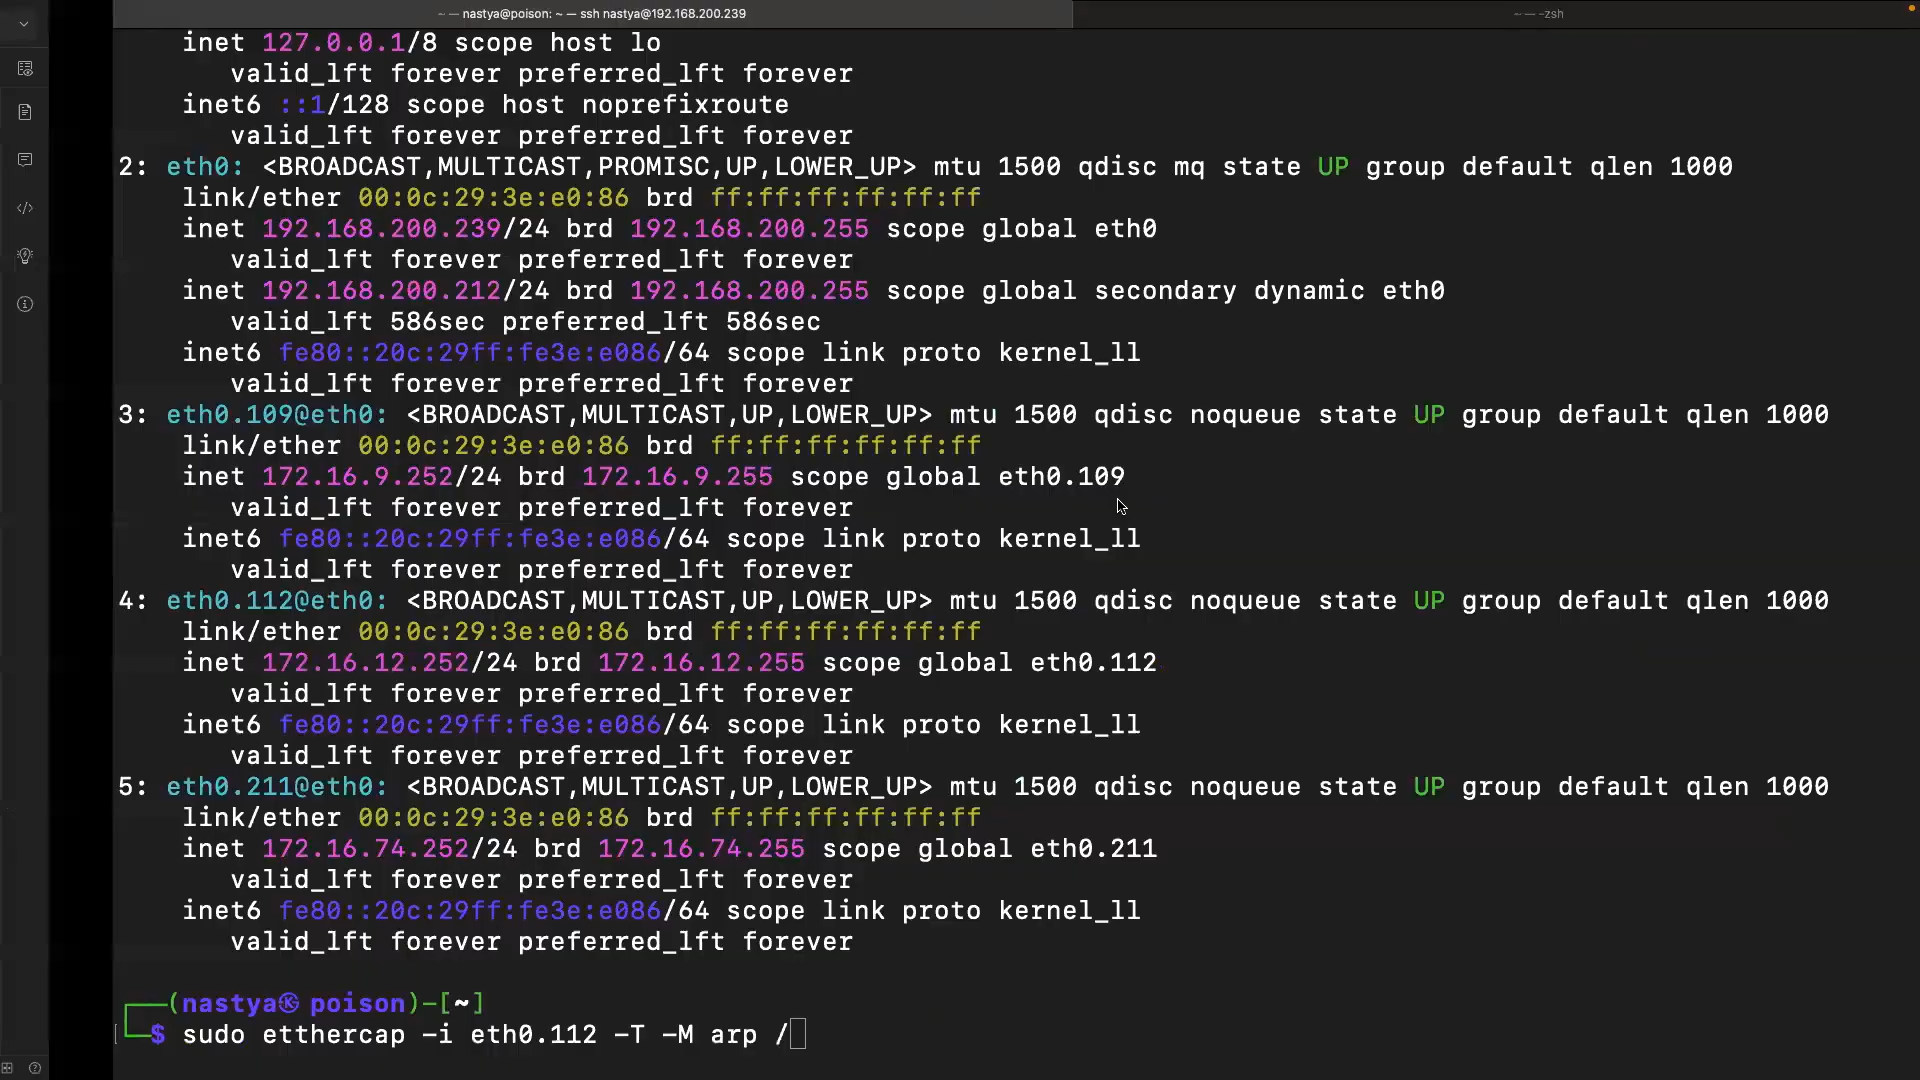 ~ — nastya@poison: ~ — ssh nastya@192.168.200.239
~ — -zsh
inet 127.0.0.1/8 scope host lo
valid_lft forever preferred_lft forever
inet6 ::1/128 scope host noprefixroute
valid_lft forever preferred_lft forever
2: eth0: <BROADCAST,MULTICAST,PROMISC,UP,LOWER_UP> mtu 1500 qdisc mq state UP group default qlen 1000
link/ether 00:0c:29:3e:e0:86 brd ff:ff:ff:ff:ff:ff
inet 192.168.200.239/24 brd 192.168.200.255 scope global eth0
valid_lft forever preferred_lft forever
inet 192.168.200.212/24 brd 192.168.200.255 scope global secondary dynamic eth0
valid_lft 586sec preferred_lft 586sec
inet6 fe80::20c:29ff:fe3e:e086/64 scope link proto kernel_ll
valid_lft forever preferred_lft forever
3: eth0.109@eth0: <BROADCAST,MULTICAST,UP,LOWER_UP> mtu 1500 qdisc noqueue state UP group default qlen 1000
link/ether 00:0c:29:3e:e0:86 brd ff:ff:ff:ff:ff:ff
inet 172.16.9.252/24 brd 172.16.9.255 scope global eth0.109
valid_lft forever preferred_lft forever
inet6 fe80::20c:29ff:fe3e:e086/64 scope link proto kernel_ll
valid_lft forever preferred_lft forever
4: eth0.112@eth0: <BROADCAST,MULTICAST,UP,LOWER_UP> mtu 1500 qdisc noqueue state UP group default qlen 1000
link/ether 00:0c:29:3e:e0:86 brd ff:ff:ff:ff:ff:ff
inet 172.16.12.252/24 brd 172.16.12.255 scope global eth0.112
valid_lft forever preferred_lft forever
inet6 fe80::20c:29ff:fe3e:e086/64 scope link proto kernel_ll
valid_lft forever preferred_lft forever
5: eth0.211@eth0: <BROADCAST,MULTICAST,UP,LOWER_UP> mtu 1500 qdisc noqueue state UP group default qlen 1000
link/ether 00:0c:29:3e:e0:86 brd ff:ff:ff:ff:ff:ff
inet 172.16.74.252/24 brd 172.16.74.255 scope global eth0.211
valid_lft forever preferred_lft forever
inet6 fe80::20c:29ff:fe3e:e086/64 scope link proto kernel_ll
valid_lft forever preferred_lft forever
┌──(nastya㉿poison)-[~]
└─$ sudo etthercap -i eth0.112 -T -M arp /